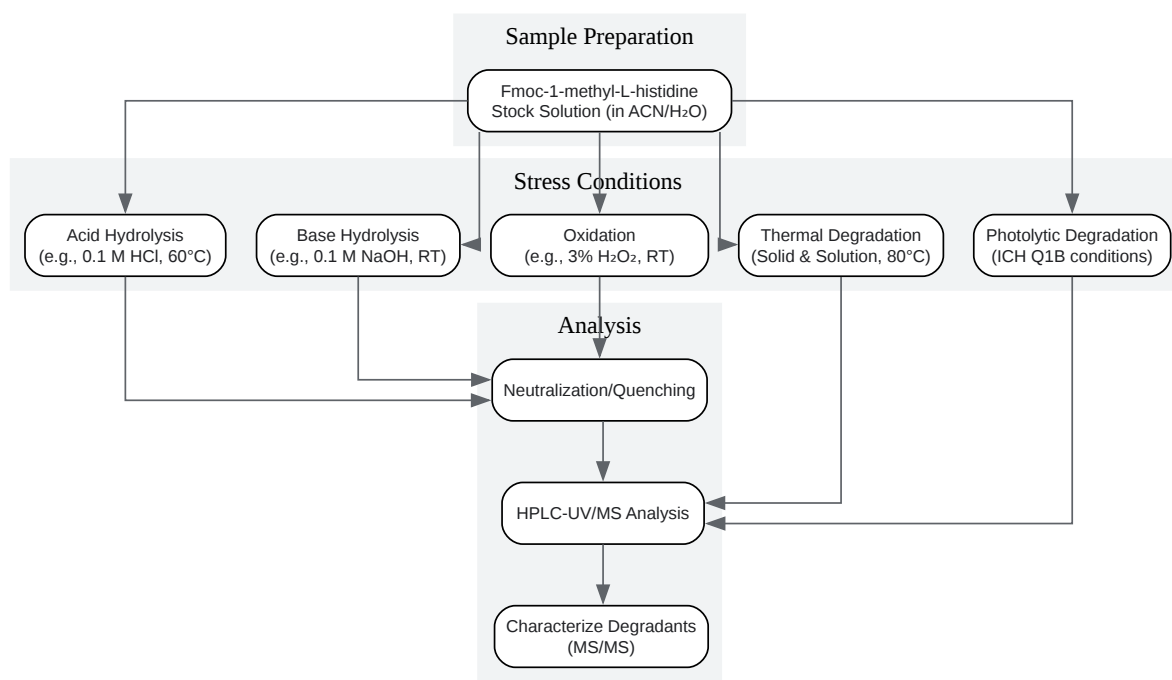 Sample Preparation
Fmoc-1-methyl-L-histidine
Stock Solution (in ACN/H₂O)
Stress Conditions
Acid Hydrolysis
(e.g., 0.1 M HCl, 60°C)
Base Hydrolysis
(e.g., 0.1 M NaOH, RT)
Oxidation
(e.g., 3% H₂O₂, RT)
Thermal Degradation
(Solid & Solution, 80°C)
Photolytic Degradation
(ICH Q1B conditions)
Analysis
Neutralization/Quenching
HPLC-UV/MS Analysis
Characterize Degradants
(MS/MS)